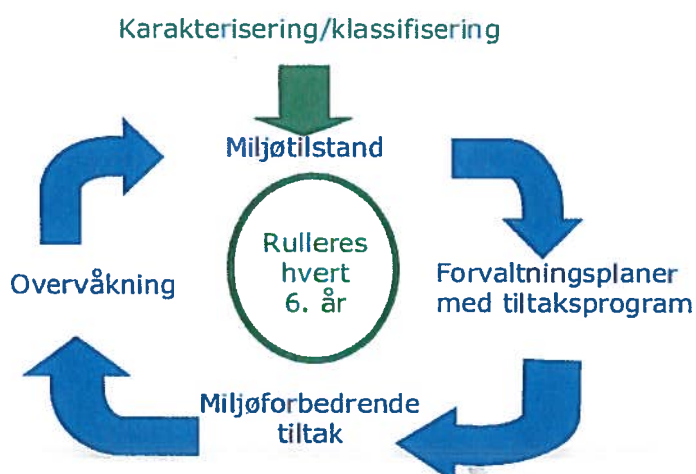 Karakterisering/klassifisering
Miljøtilstand
Rulleres
hvert
6. år
Overvåkning
Forvaltningsplaner
med tiltaksprogram
Miljøforbedrende
tiltak